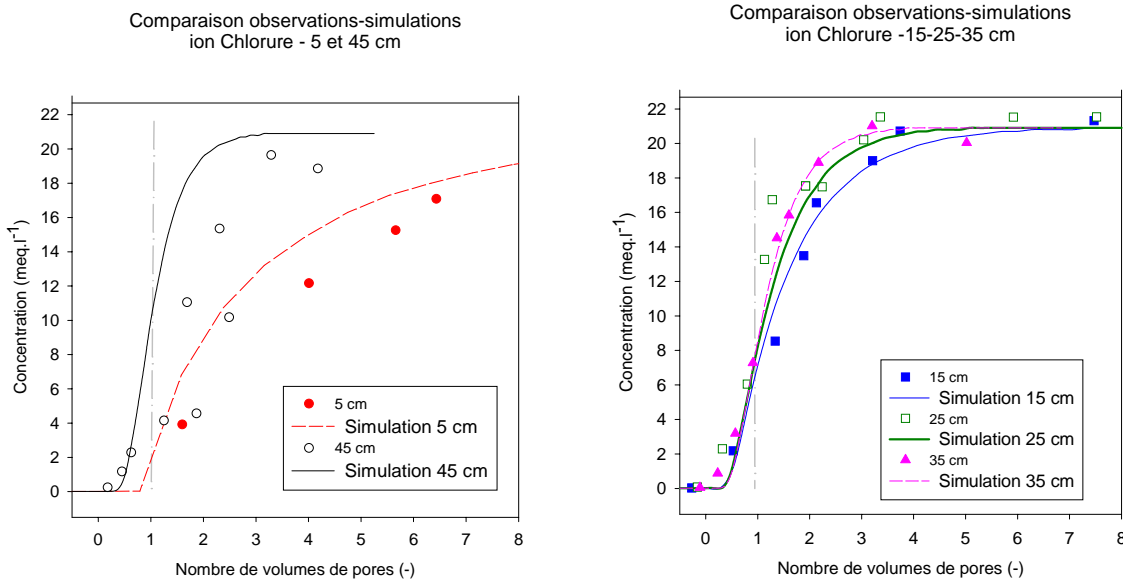 Comparaison observations-simulations
ion Chlorure - 5 et 45 cm
Concentration (meq.l-1)
22
20
18
16
14
12
10
8
6
4
2
0
5 cm
Simulation 5 cm
45 cm
Simulation 45 cm
0 1 2 3 4 5 6 7 8
Nombre de volumes de pores (-)
Comparaison observations-simulations
ion Chlorure -15-25-35 cm
Concentration (meq.l-1)
22
20
18
16
14
12
10
8
6
4
2
0
15 cm
Simulation 15 cm
25 cm
Simulation 25 cm
35 cm
Simulation 35 cm
0 1 2 3 4 5 6 7 8
Nombre de volumes de pores (-)